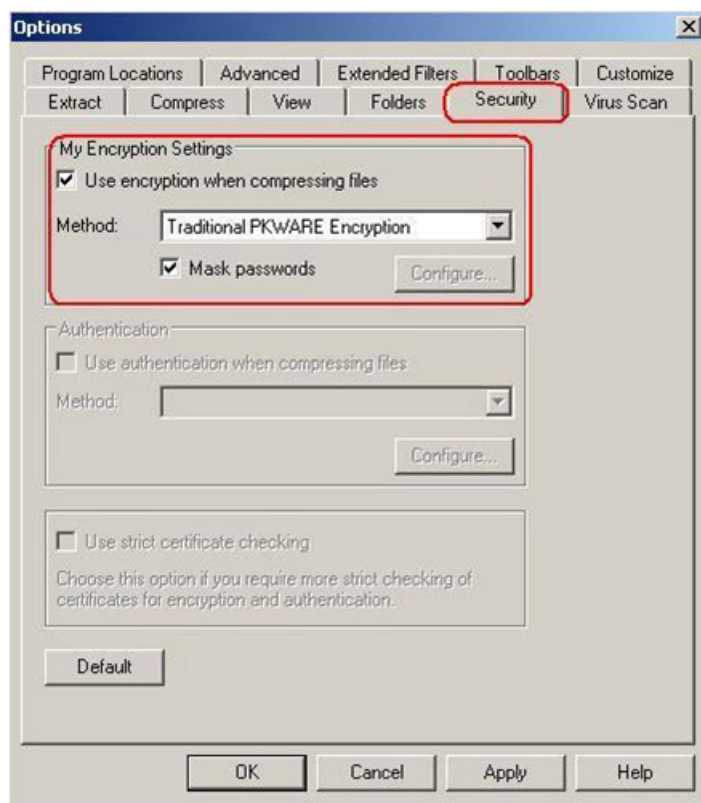 Options
Program Locations Advanced Extended Filters Toolbars Customize
Extract Compress View Folders Security Virus Scan
My Encryption Settings
Use encryption when compressing files
Method: Traditional PKWARE Encryption
Mask passwords Configure...
Authentication
Use authentication when compressing files
Method:
Configure...
Use strict certificate checking
Choose this option if you require more strict checking of
certificates for encryption and authentication.
Default
OK Cancel Apply Help